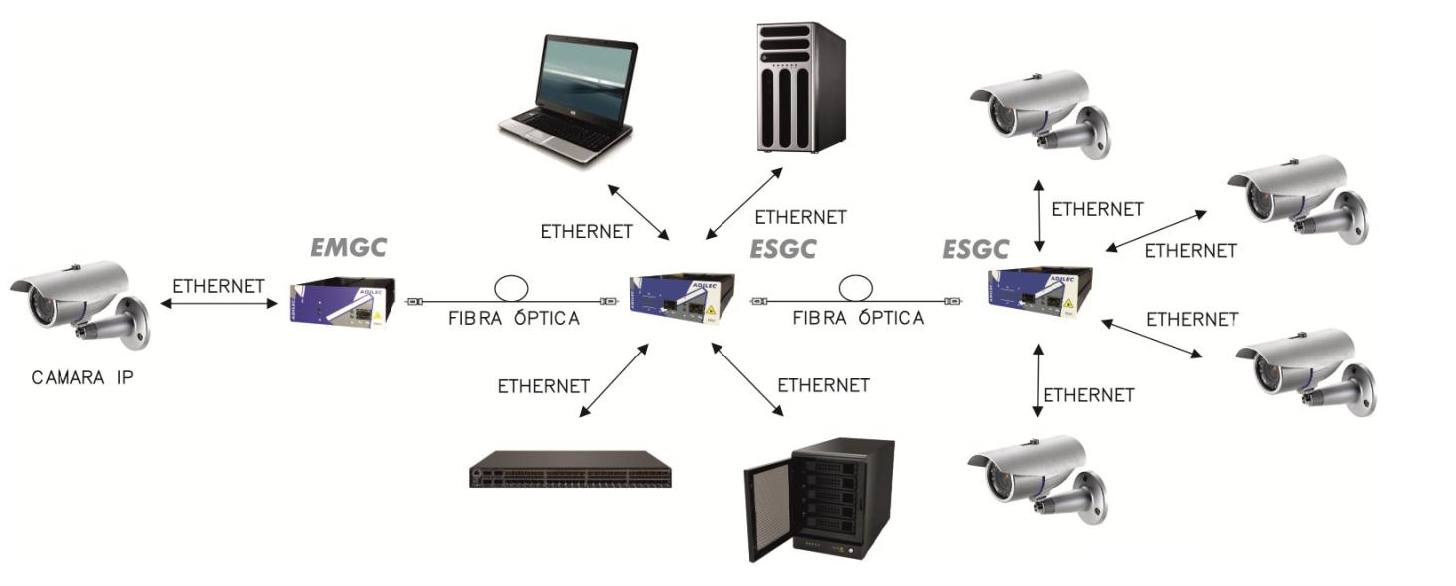 ETHERNET
ETHERNET
ETHERNET
ETHERNET
ETHERNET
EMGC
ESGC
ESGC
ETHERNET
ADILEC
ADILEC
ADILEC
FIBRA ÓPTICA
FIBRA ÓPTICA
ETHERNET
CAMARA IP
ETHERNET
ETHERNET
ETHERNET